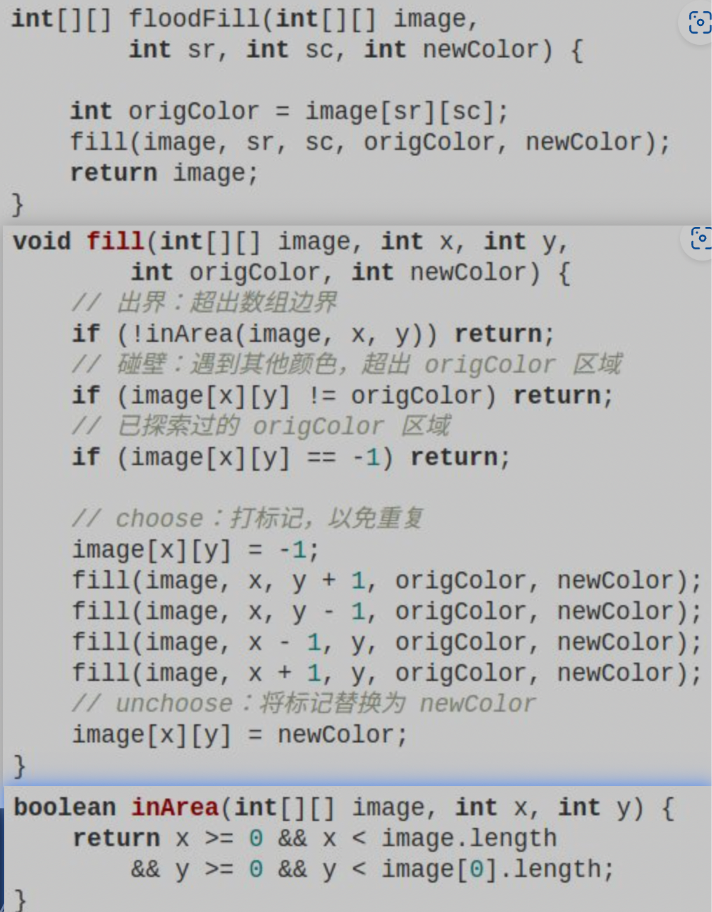 int[][] floodFill(int[][] image,
        int sr, int sc, int newColor) {

    int origColor = image[sr][sc];
    fill(image, sr, sc, origColor, newColor);
    return image;
}
void fill(int[][] image, int x, int y,
        int origColor, int newColor) {
    // 出界：超出数组边界
    if (!inArea(image, x, y)) return;
    // 碰壁：遇到其他颜色，超出 origColor 区域
    if (image[x][y] != origColor) return;
    // 已探索过的 origColor 区域
    if (image[x][y] == -1) return;

    // choose：打标记，以免重复
    image[x][y] = -1;
    fill(image, x, y + 1, origColor, newColor);
    fill(image, x, y - 1, origColor, newColor);
    fill(image, x - 1, y, origColor, newColor);
    fill(image, x + 1, y, origColor, newColor);
    // unchoose：将标记替换为 newColor
    image[x][y] = newColor;
}
boolean inArea(int[][] image, int x, int y) {
    return x >= 0 && x < image.length
        && y >= 0 && y < image[0].length;
}